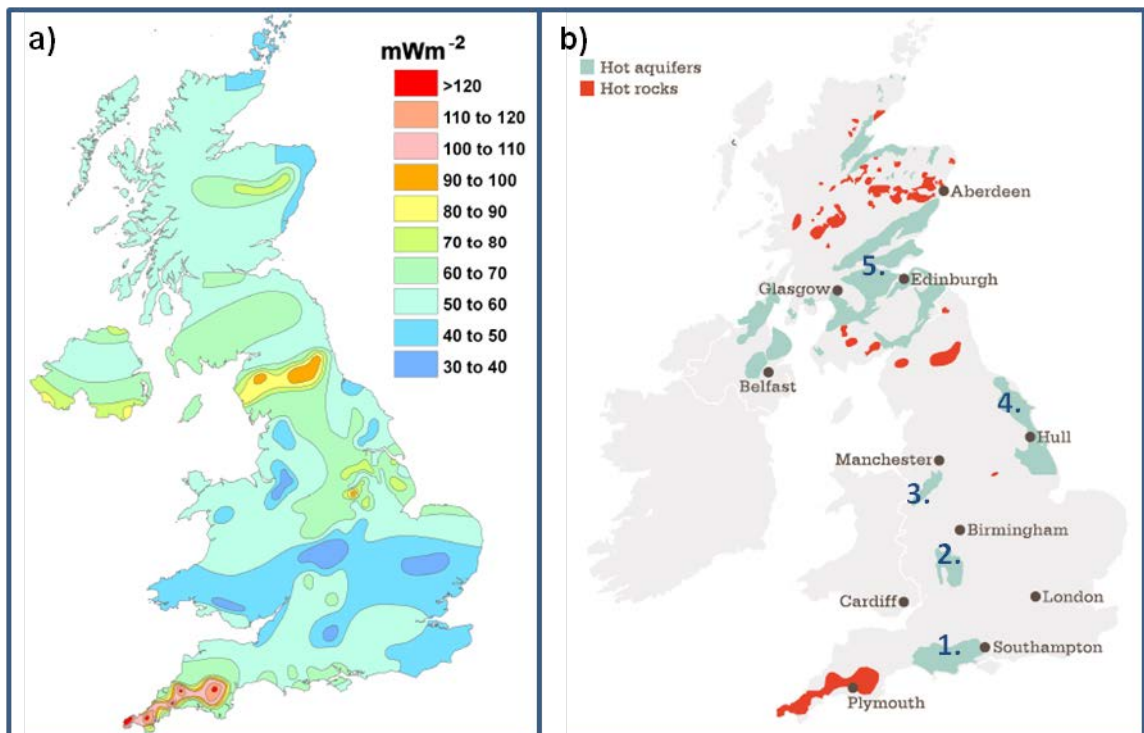 a)
mWm⁻²
>120
110 to 120
100 to 110
90 to 100
80 to 90
70 to 80
60 to 70
50 to 60
40 to 50
30 to 40
b)
Hot aquifers
Hot rocks
Aberdeen
5.
Glasgow
Edinburgh
Belfast
4.
Hull
Manchester
3.
Birmingham
2.
Cardiff
London
1.
Southampton
Plymouth